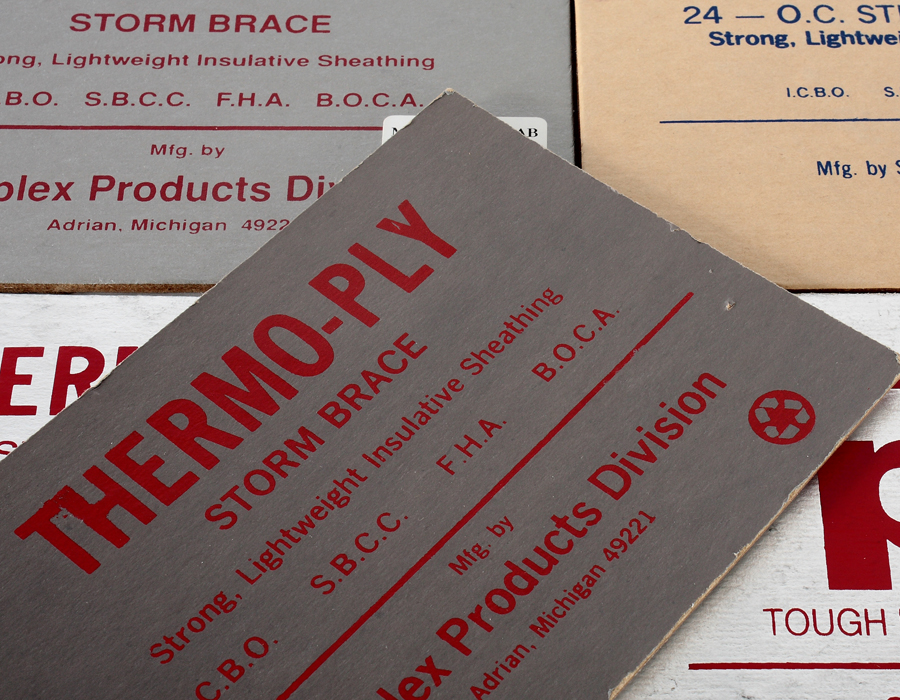 STORM BRACE
Lightweight Insulative Sheathing
S.B.C.C. F.H.A. B.O.C.A.
Mfg. by
Products
Adrian, Michigan
AB
24 — O.C.
Strong,
I.C.B.O.
Mfg. by
THERMO-PLY
STORM BRACE
Strong, Lightweight Insulative Sheathing
S.B.C.C. F.H.A. B.O.C.A.
Mfg. by
Products Division
Adrian, Michigan 49221
TOUGH